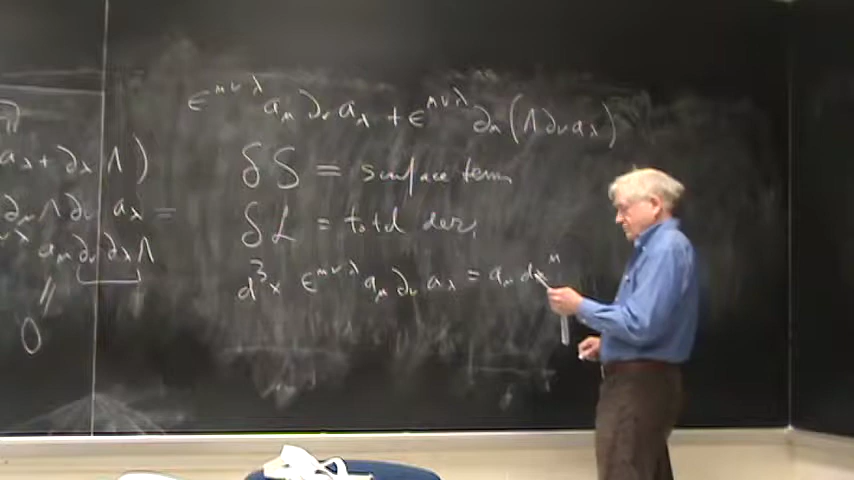 a_λ + ∂_λ Λ )
∂_μ Λ ∂_ν a_λ =
a_μ ∂_ν ∂_λ Λ
||
0
ε^{μνλ} a_μ ∂_ν a_λ + ε^{μνλ} ∂_μ ( Λ ∂_ν a_λ )
δS = surface term
δL = total der.
d³x ε^{μνλ} a_μ ∂_ν a_λ = a_μ dx^μ